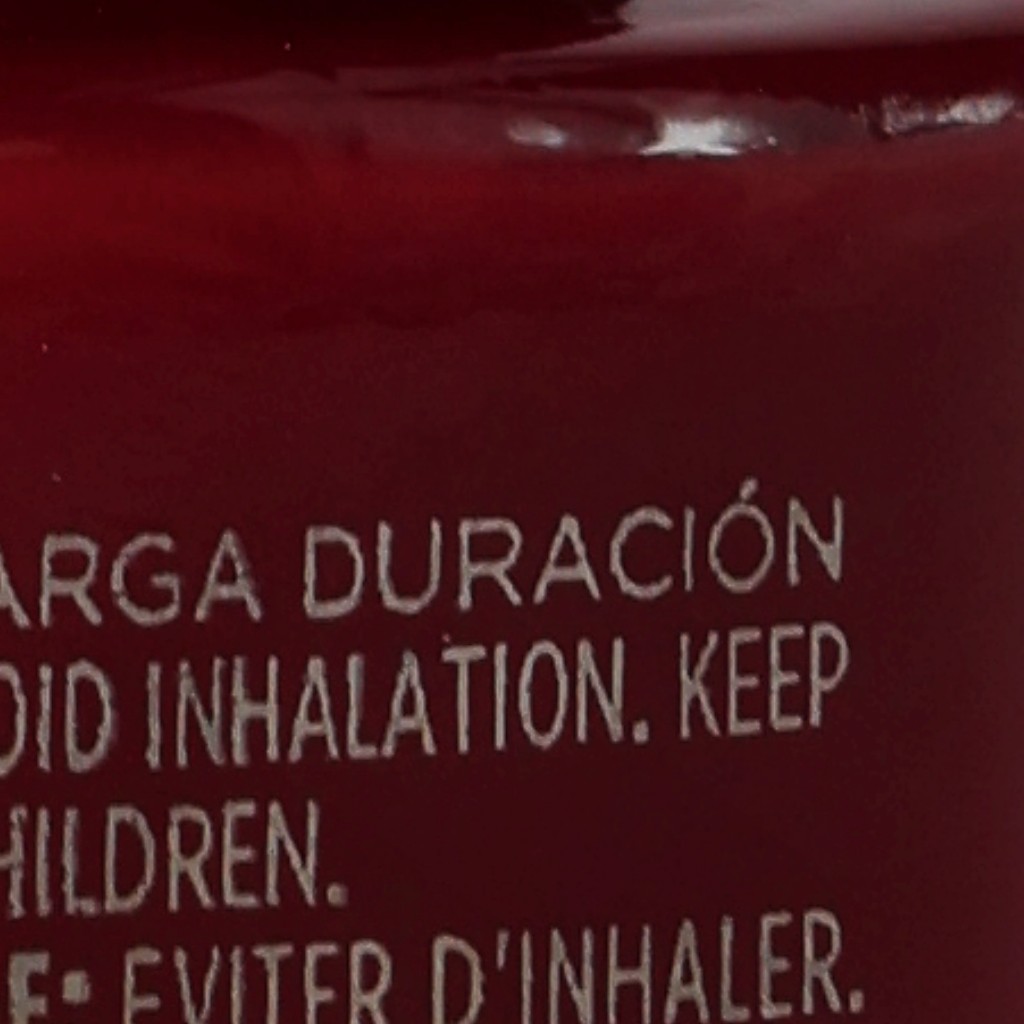 ARGA DURACIÓN
OID INHALATION. KEEP
HILDREN.
E: EVITER D'INHALER.